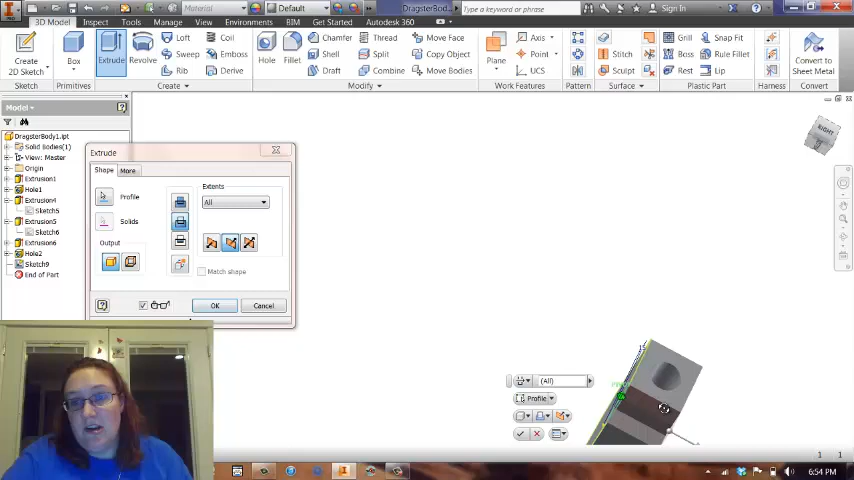 Material Default DragsterBody1.ipt Type a keyword or phrase Sign In
3D Model Inspect Tools Manage View Environments BIM Get Started Autodesk 360
Create 2D Sketch Box Extrude Revolve Loft Sweep Rib Coil Emboss Derive Hole Fillet Chamfer Shell Draft Thread Split Combine Move Face Copy Object Move Bodies Plane Axis Point UCS Stitch Sculpt Grill Boss Rest Snap Fit Rule Fillet Lip Convert to Sheet Metal
Sketch Primitives Create Modify Work Features Pattern Surface Plastic Part Harness Convert
Model
DragsterBody1.ipt
Solid Bodies(1)
View: Master
Origin
Extrusion1
Hole1
Extrusion4
Sketch5
Extrusion5
Sketch6
Extrusion6
Hole2
Sketch9
End of Part
Extrude
Shape More
Profile
Solids
Output
Extents
All
Match shape
OK Cancel
RIGHT
(All)
Profile
1 1
6:54 PM